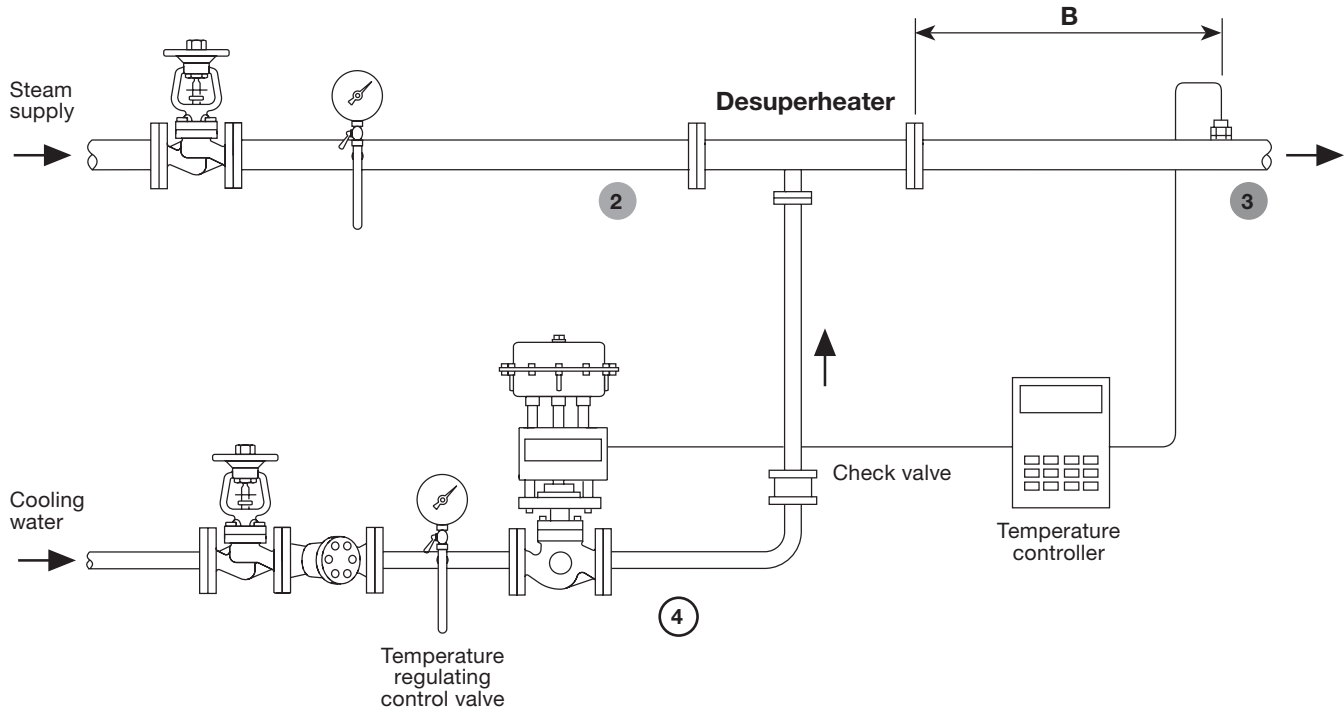 B
Steam
supply
Desuperheater
2
3
Check valve
Cooling
water
Temperature
controller
4
Temperature
regulating
control valve